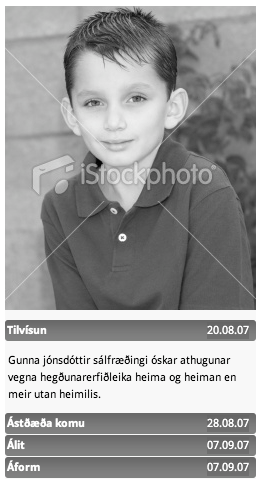 iStockphoto
Tilvísun 20.08.07
Gunna jónsdóttir sálfræðingi óskar athugunar
vegna hegðunarerfiðleika heima og heiman en
meir utan heimilis.
Ástðæða komu 28.08.07
Álit 07.09.07
Áform 07.09.07